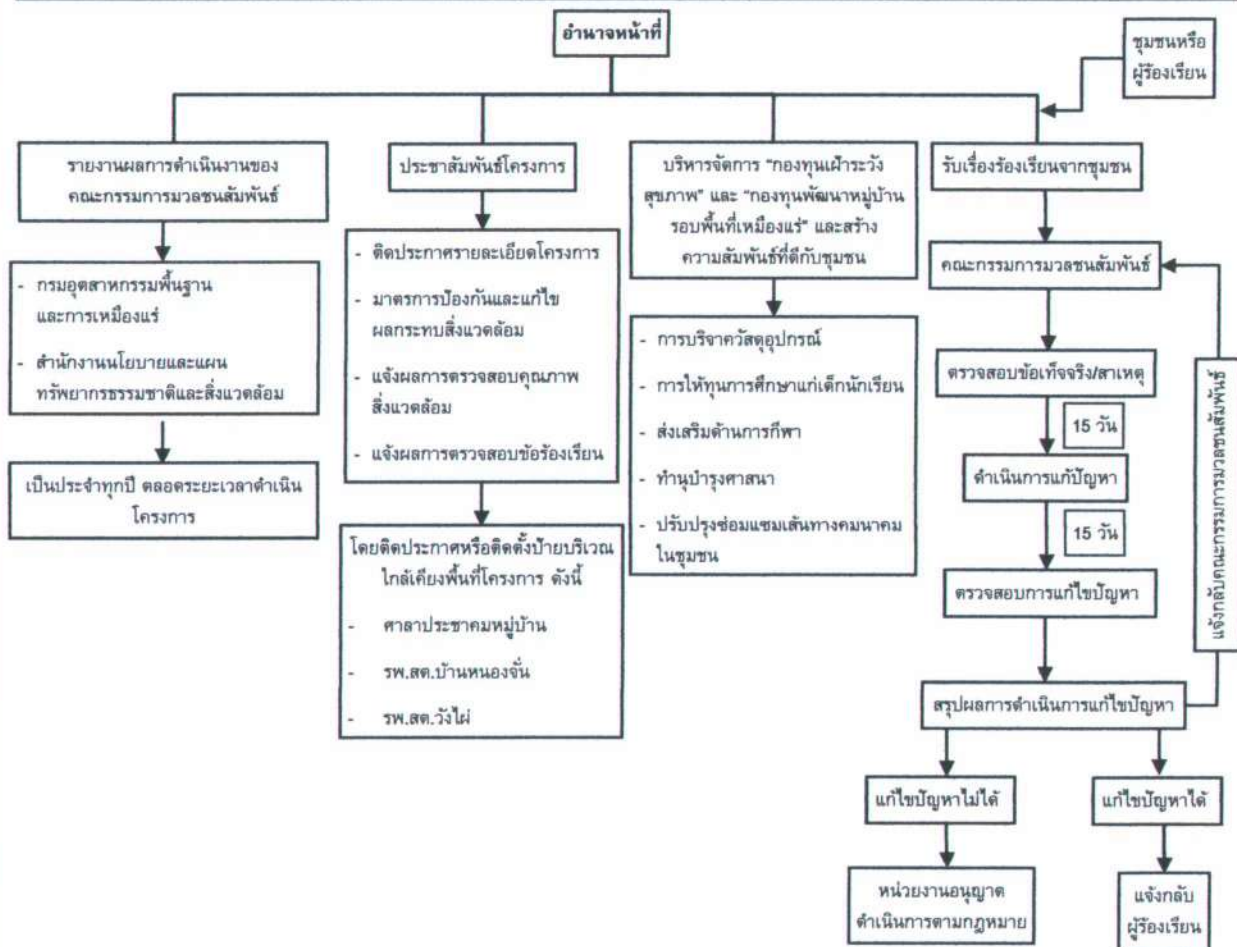 อำนาจหน้าที่
ชุมชนหรือ
ผู้ร้องเรียน
รายงานผลการดำเนินงานของ
คณะกรรมการมวลชนสัมพันธ์
- กรมอุตสาหกรรมพื้นฐาน
และการเหมืองแร่
- สำนักงานนโยบายและแผน
ทรัพยากรธรรมชาติและสิ่งแวดล้อม
เป็นประจำทุกปี ตลอดระยะเวลาดำเนิน
โครงการ
ประชาสัมพันธ์โครงการ
- ติดประกาศรายละเอียดโครงการ
- มาตรการป้องกันและแก้ไข
ผลกระทบสิ่งแวดล้อม
- แจ้งผลการตรวจสอบคุณภาพ
สิ่งแวดล้อม
- แจ้งผลการตรวจสอบข้อร้องเรียน
โดยติดประกาศหรือติดตั้งป้ายบริเวณ
ใกล้เคียงพื้นที่โครงการ ดังนี้
- ศาลาประชาคมหมู่บ้าน
- รพ.สต.บ้านหนองจั่น
- รพ.สต.วังไผ่
บริหารจัดการ "กองทุนเฝ้าระวัง
สุขภาพ" และ "กองทุนพัฒนาหมู่บ้าน
รอบพื้นที่เหมืองแร่" และสร้าง
ความสัมพันธ์ที่ดีกับชุมชน
- การบริจาควัสดุอุปกรณ์
- การให้ทุนการศึกษาแก่เด็กนักเรียน
- ส่งเสริมด้านการกีฬา
- ทำนุบำรุงศาสนา
- ปรับปรุงซ่อมแซมเส้นทางคมนาคม
ในชุมชน
รับเรื่องร้องเรียนจากชุมชน
คณะกรรมการมวลชนสัมพันธ์
ตรวจสอบข้อเท็จจริง/สาเหตุ
15 วัน
ดำเนินการแก้ปัญหา
15 วัน
ตรวจสอบการแก้ไขปัญหา
สรุปผลการดำเนินการแก้ไขปัญหา
แจ้งกลับคณะกรรมการมวลชนสัมพันธ์
แก้ไขปัญหาไม่ได้
แก้ไขปัญหาได้
หน่วยงานอนุญาต
ดำเนินการตามกฎหมาย
แจ้งกลับ
ผู้ร้องเรียน